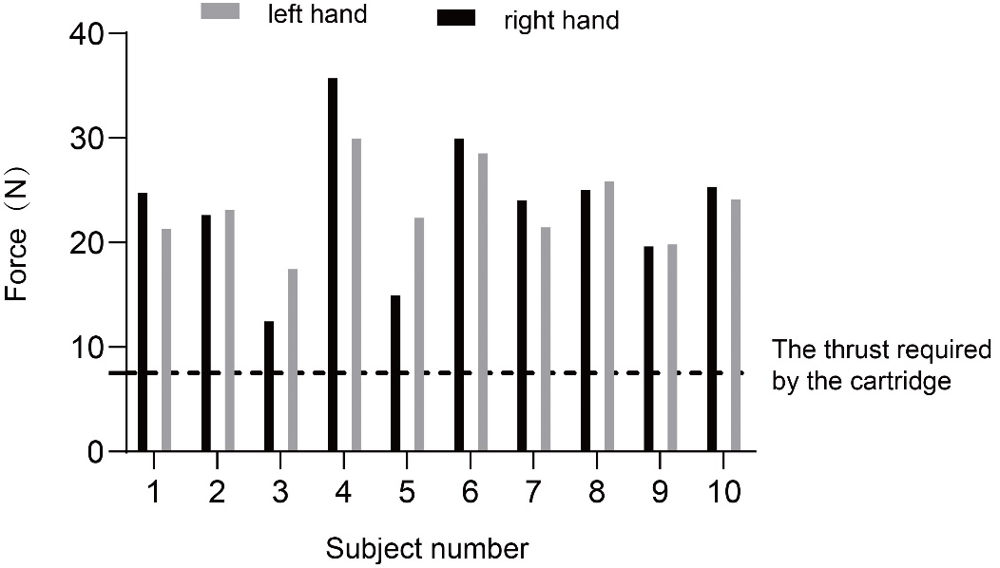 left hand
right hand
40
30
20
10
0
Force（N）
The thrust required
by the cartridge
1 2 3 4 5 6 7 8 9 10
Subject number